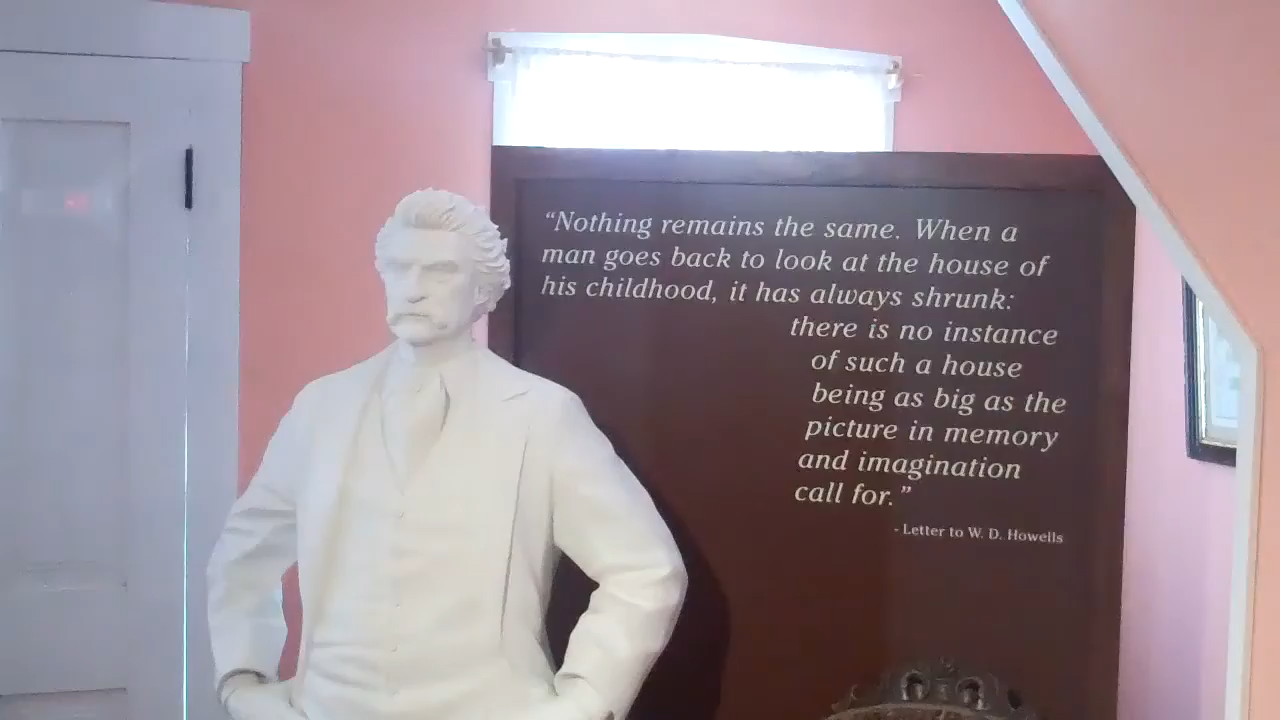 “Nothing remains the same. When a
man goes back to look at the house of
his childhood, it has always shrunk:
there is no instance
of such a house
being as big as the
picture in memory
and imagination
call for.”
- Letter to W. D. Howells